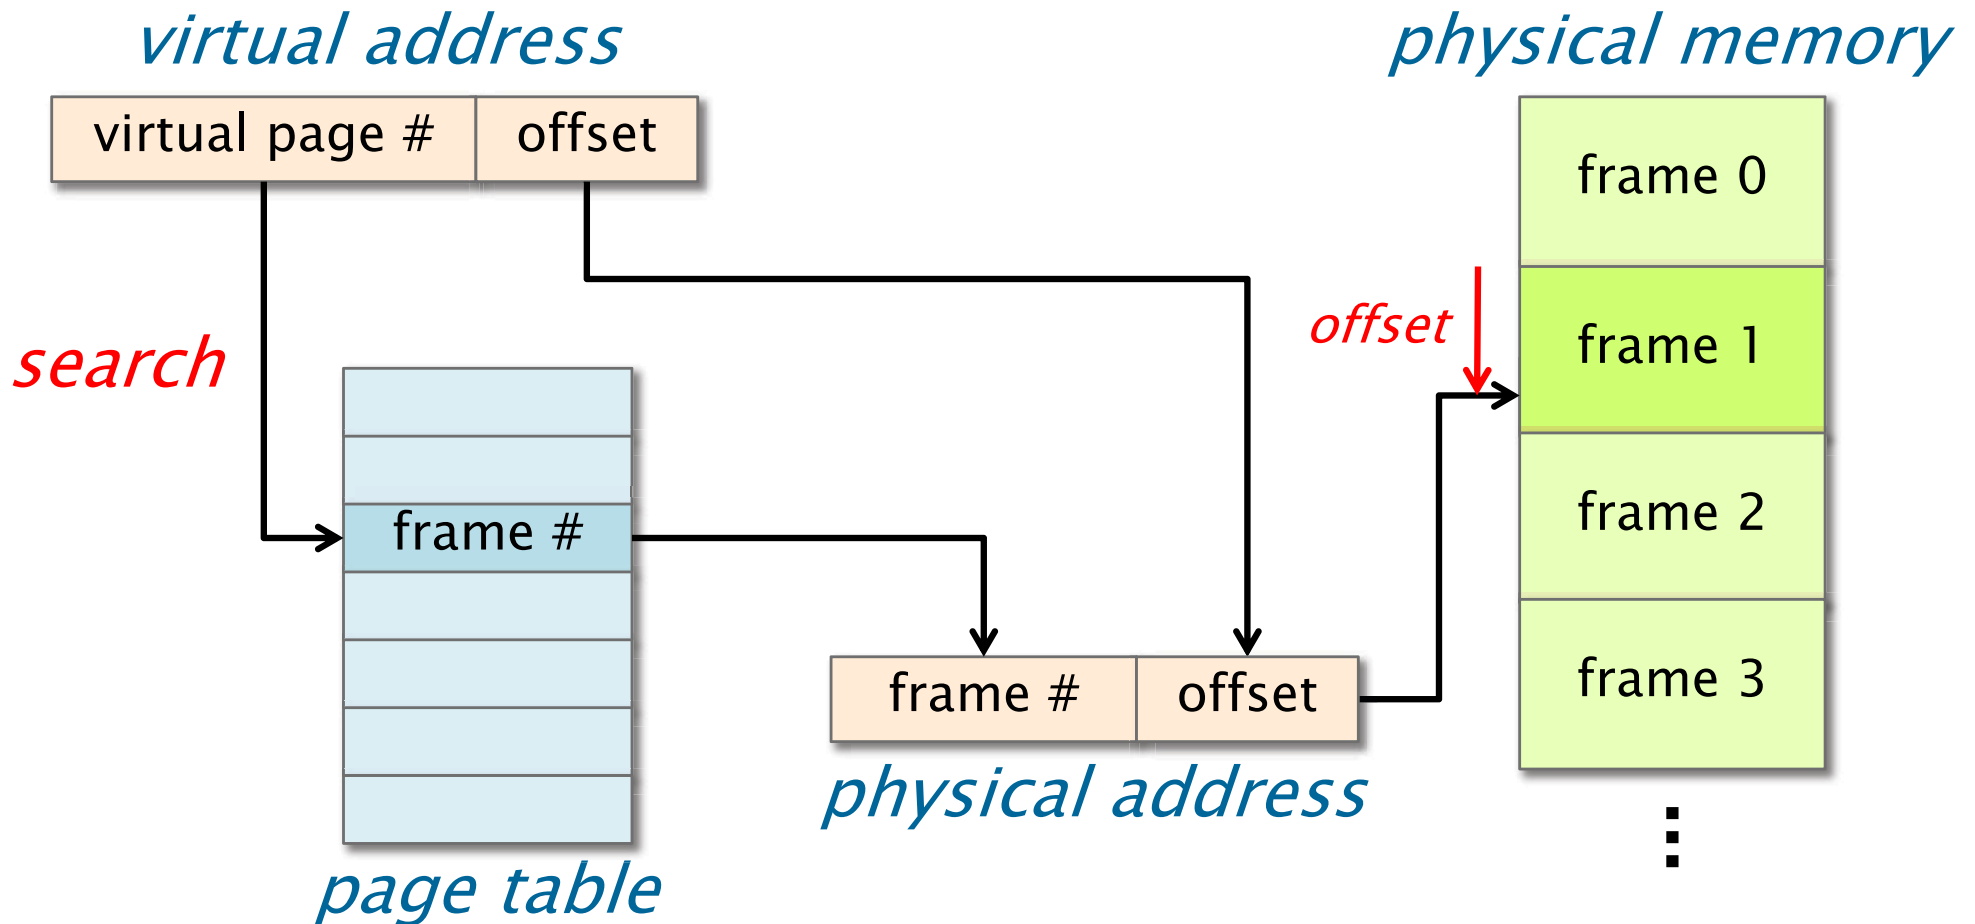 virtual address
physical memory
virtual page #
offset
frame 0
offset
frame 1
search
frame #
frame 2
frame #
offset
frame 3
physical address
page table